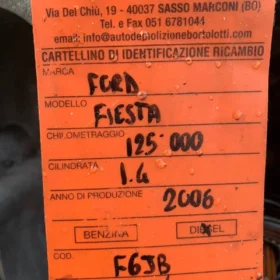 Via Del Chiù, 19 - 40037 SASSO MARCONI (BO)
Tel. e Fax 051 6781044
email: info@autodemolizionebortolotti.com
CARTELLINO DI IDENTIFICAZIONE RICAMBIO
MARCA
FORD
MODELLO
FIESTA
CHILOMETRAGGIO
125 000
CILINDRATA
1.4
ANNO DI PRODUZIONE
2006
BENZINA DIESEL
COD.
F6JB